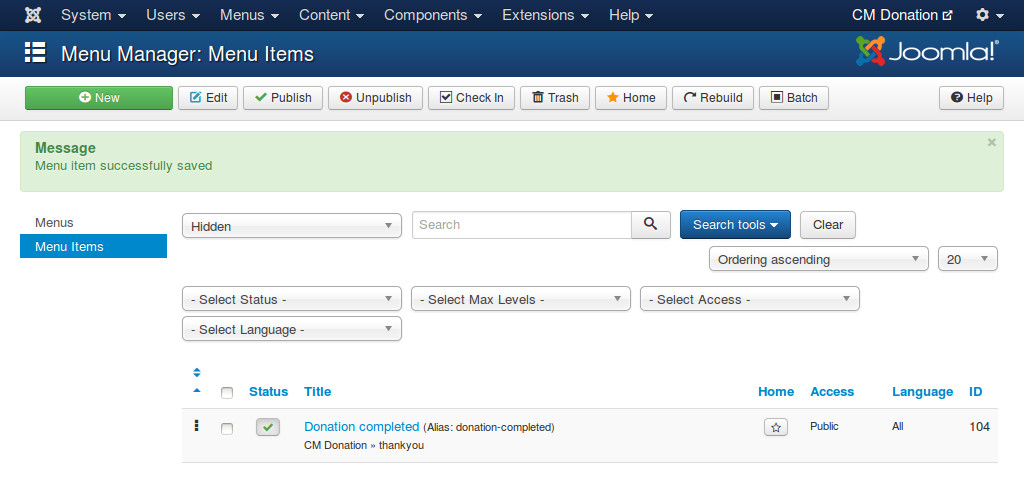 System Users Menus Content Components Extensions Help CM Donation
Menu Manager: Menu Items Joomla!®
New Edit Publish Unpublish Check In Trash Home Rebuild Batch Help
Message ×
Menu item successfully saved
Menus
Menu Items
Hidden Search Search tools Clear
Ordering ascending 20
- Select Status - - Select Max Levels - - Select Access -
- Select Language -
Status Title Home Access Language ID
Donation completed (Alias: donation-completed) Public All 104
CM Donation » thankyou